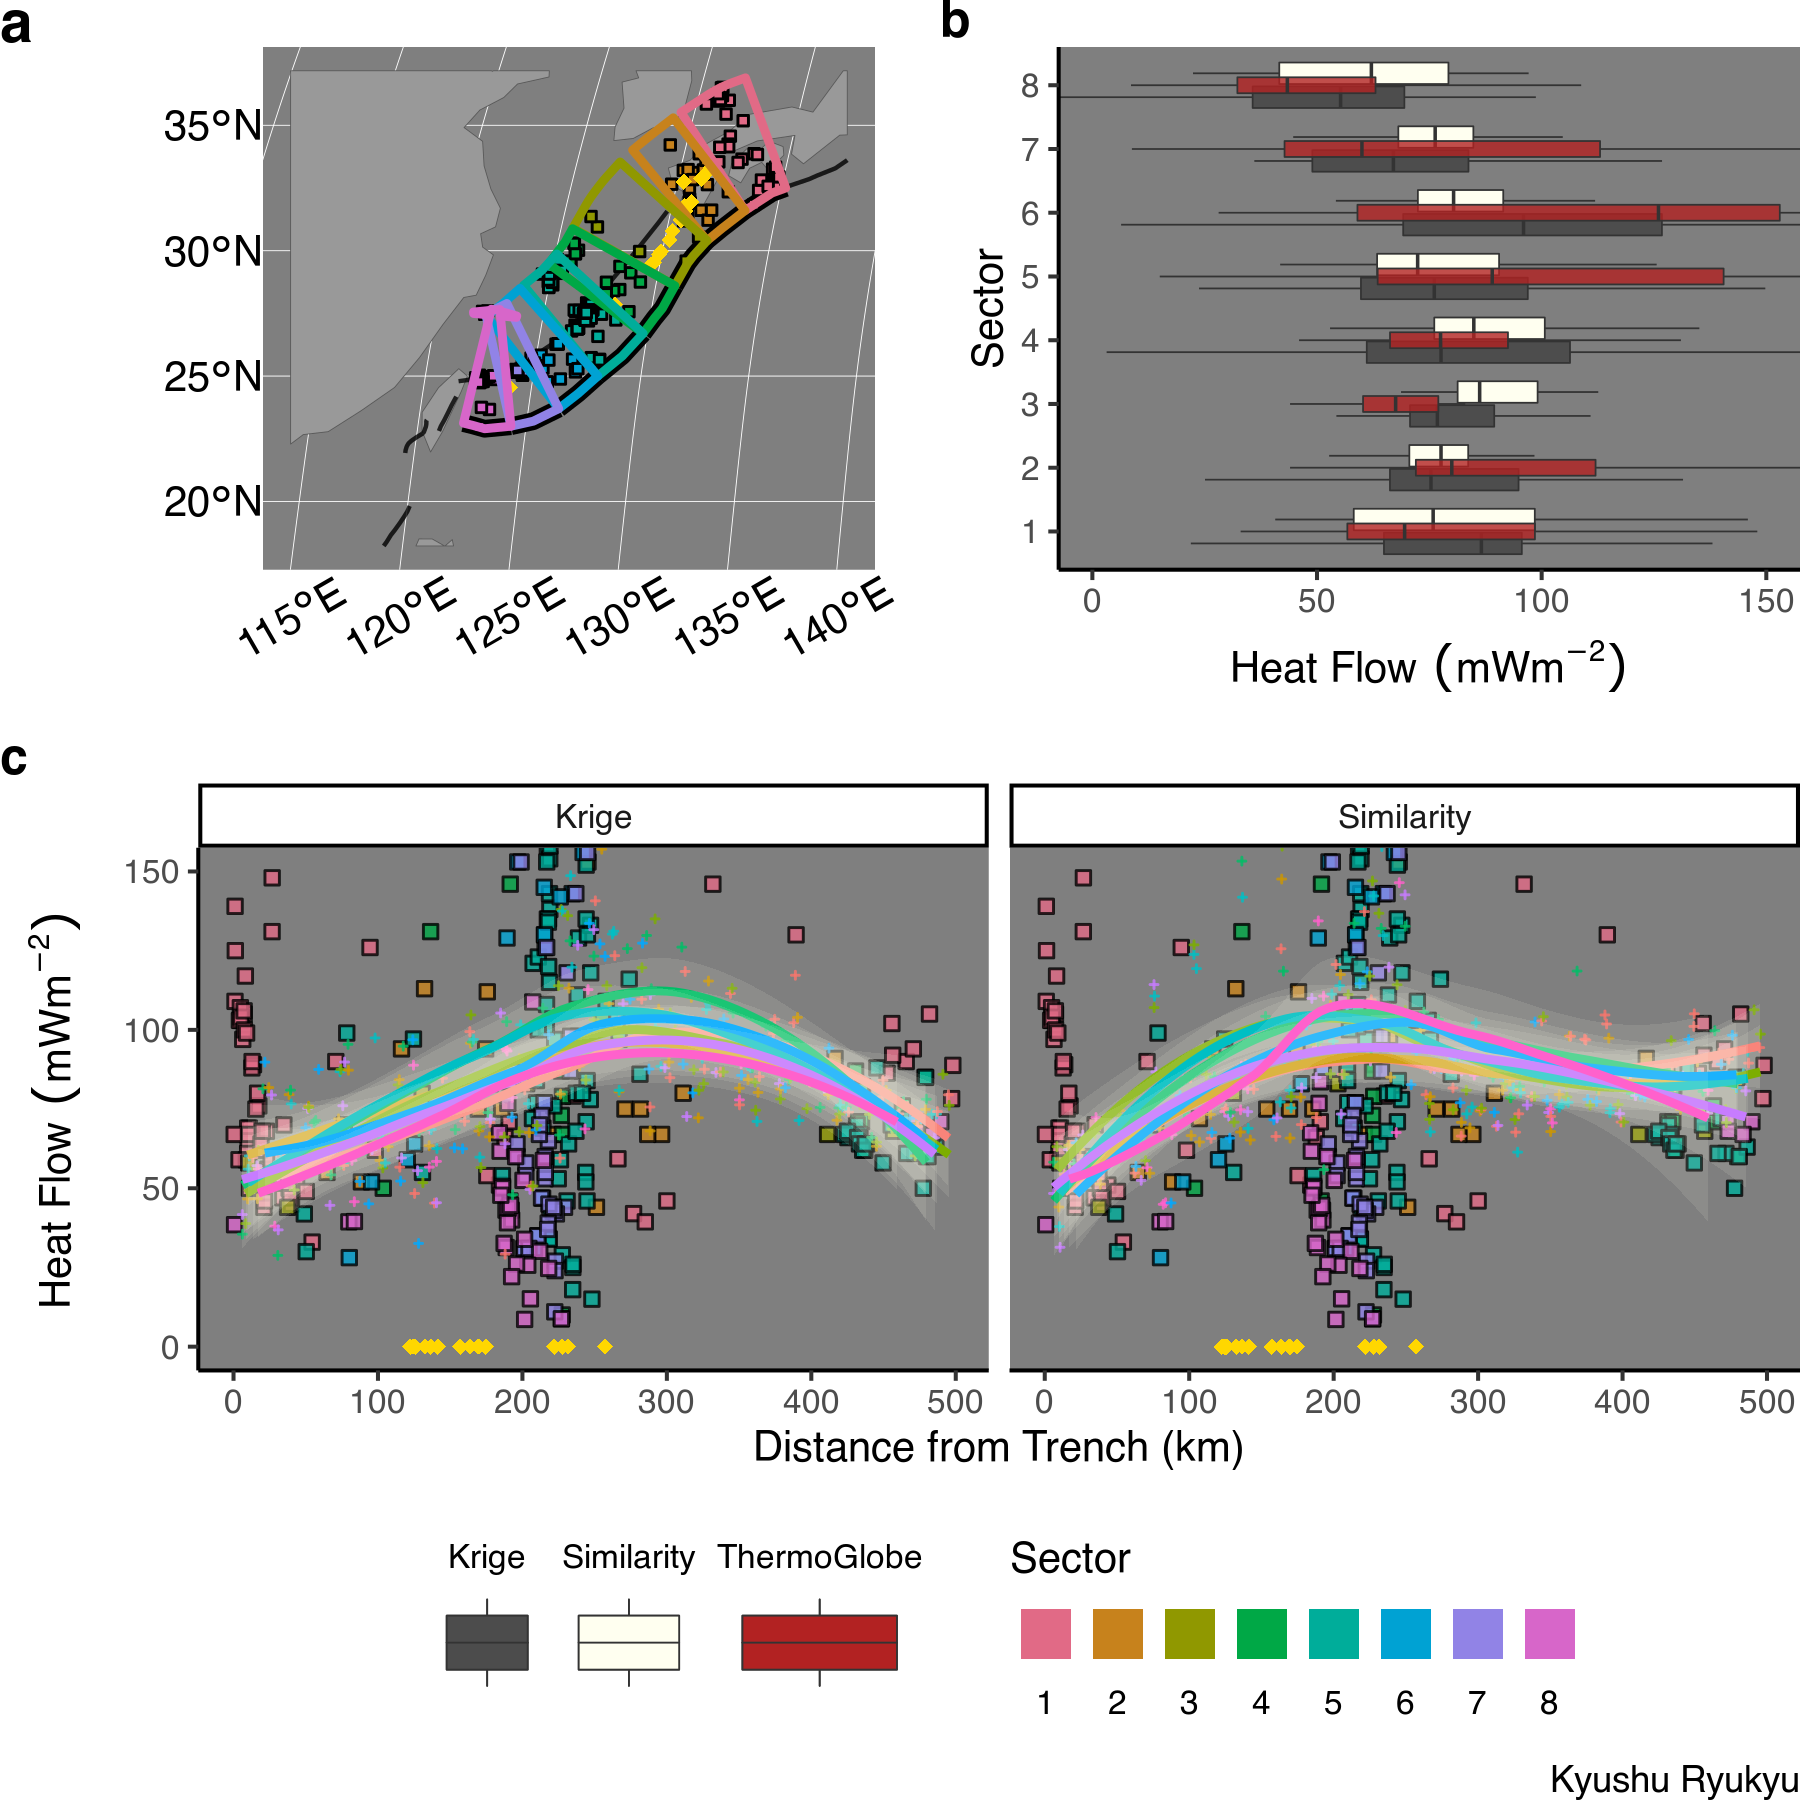 a
35°N
30°N
25°N
20°N
115°E 120°E 125°E 130°E 135°E 140°E
b
Sector
8
7
6
5
4
3
2
1
0 50 100 150
Heat Flow (mWm⁻²)
c
Krige Similarity
Heat Flow (mWm⁻²)
150
100
50
0
0 100 200 300 400 500 0 100 200 300 400 500
Distance from Trench (km)
Krige Similarity ThermoGlobe
Sector
1 2 3 4 5 6 7 8
Kyushu Ryukyu